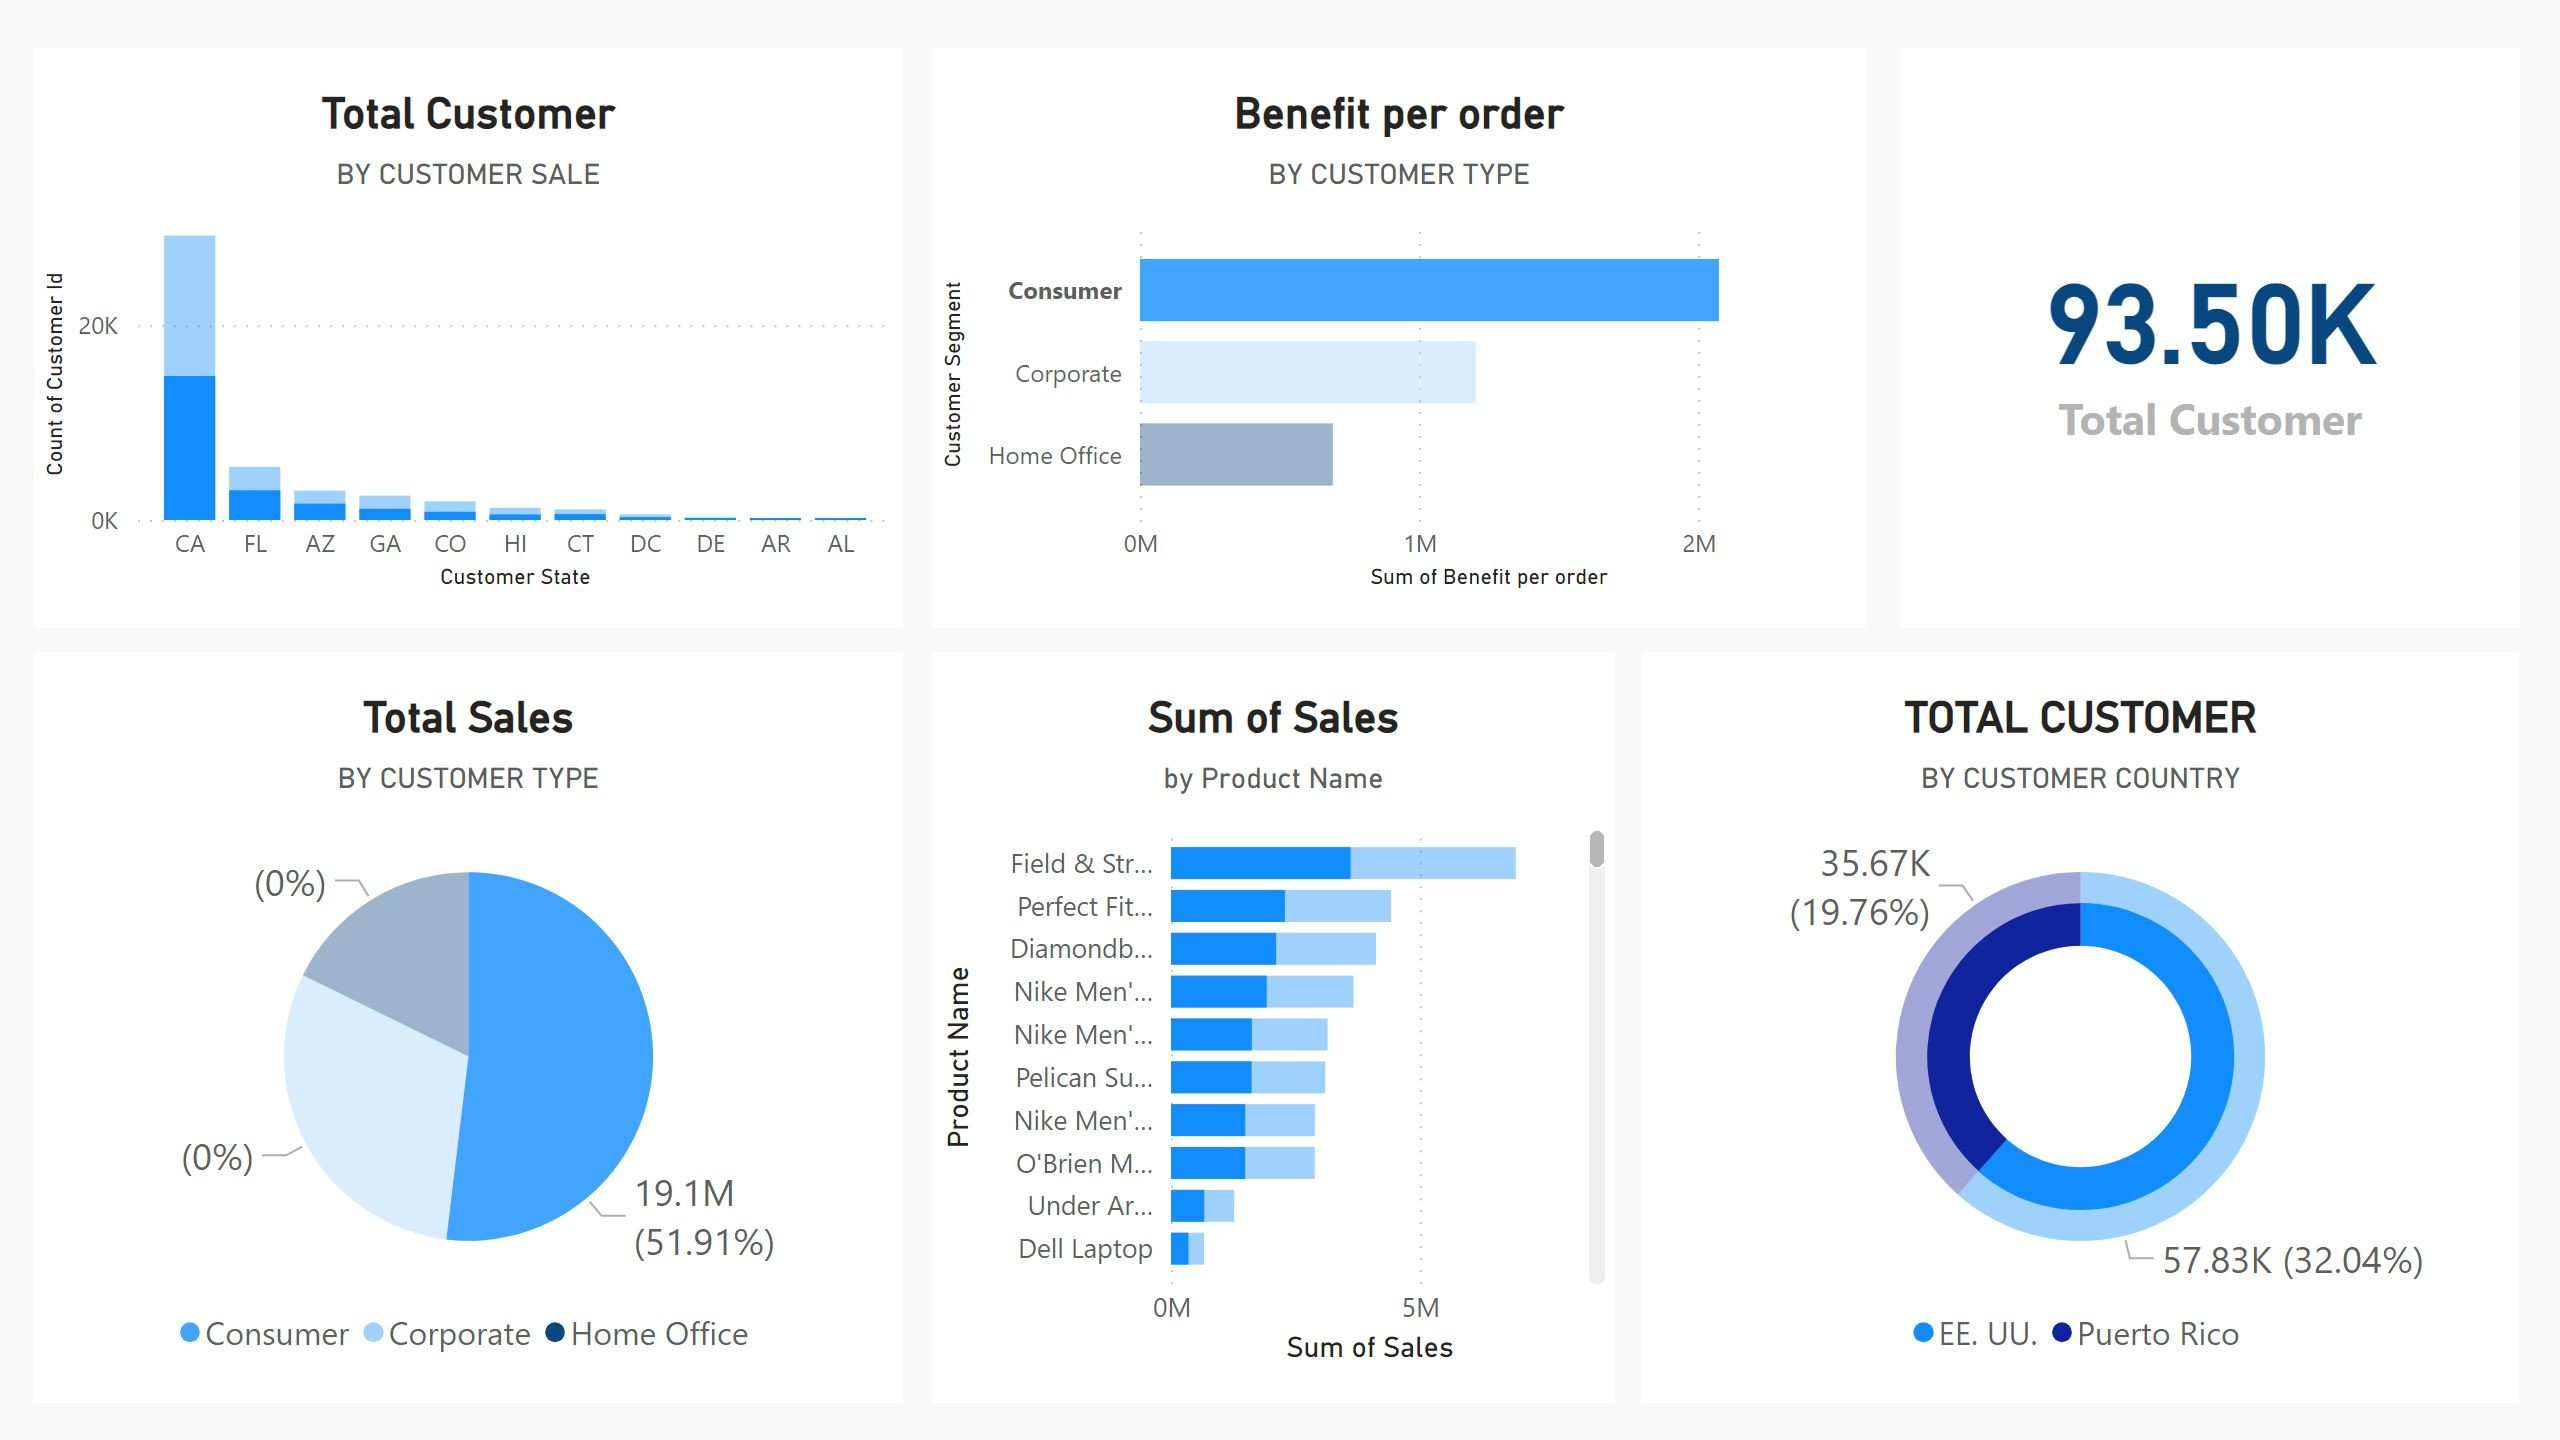 Total Customer
BY CUSTOMER SALE
Count of Customer Id
20K
0K
CA FL AZ GA CO HI CT DC DE AR AL
Customer State
Benefit per order
BY CUSTOMER TYPE
Customer Segment
Consumer
Corporate
Home Office
0M 1M 2M
Sum of Benefit per order
93.50K
Total Customer
Total Sales
BY CUSTOMER TYPE
(0%)
(0%)
19.1M
(51.91%)
Consumer Corporate Home Office
Sum of Sales
by Product Name
Product Name
Field & Str...
Perfect Fit...
Diamondb...
Nike Men'...
Nike Men'...
Pelican Su...
Nike Men'...
O'Brien M...
Under Ar...
Dell Laptop
0M 5M
Sum of Sales
TOTAL CUSTOMER
BY CUSTOMER COUNTRY
35.67K
(19.76%)
57.83K (32.04%)
EE. UU. Puerto Rico